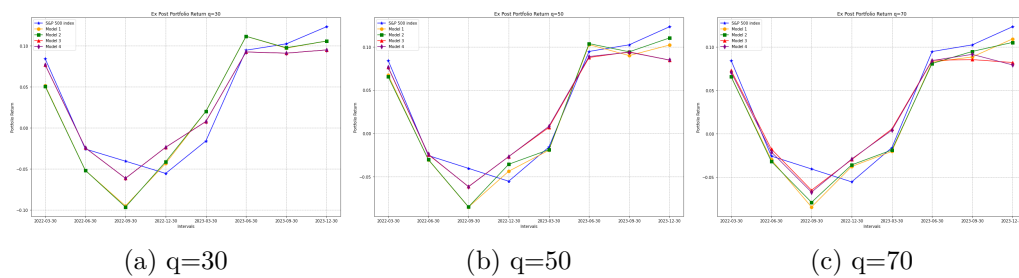 Ex Post Portfolio Return q=30
S&P 500 index
Model 1
Model 2
Model 3
Model 4
Portfolio Return
0.10
0.05
0.00
−0.05
−0.10
2022-03-30 2022-06-30 2022-09-30 2022-12-30 2023-03-30 2023-06-30 2023-09-30 2023-12-30
Intervals
(a) q=30
Ex Post Portfolio Return q=50
S&P 500 index
Model 1
Model 2
Model 3
Model 4
Portfolio Return
0.10
0.05
0.00
−0.05
2022-03-30 2022-06-30 2022-09-30 2022-12-30 2023-03-30 2023-06-30 2023-09-30 2023-12-30
Intervals
(b) q=50
Ex Post Portfolio Return q=70
S&P 500 index
Model 1
Model 2
Model 3
Model 4
Portfolio Return
0.10
0.05
0.00
−0.05
2022-03-30 2022-06-30 2022-09-30 2022-12-30 2023-03-30 2023-06-30 2023-09-30 2023-12-
Intervals
(c) q=70